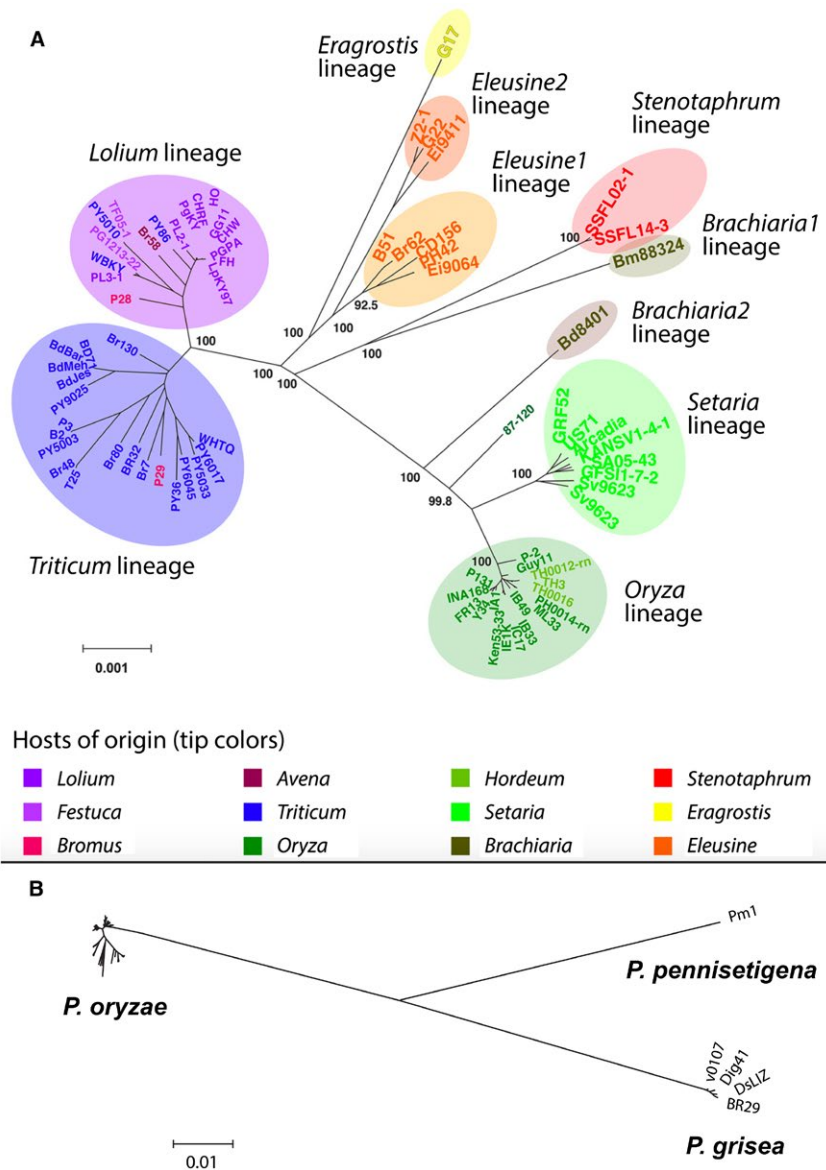 A
Eragrostis
lineage
G17
Eleusine2
lineage
Z2-1
G22
Ei9411
Stenotaphrum
lineage
SSFL02-1
SSFL14-3
100
Lolium lineage
Eleusine1
lineage
B51
Br62
CD156
PH42
Ei9064
92.5
Brachiaria1
lineage
Bm88324
TF05-1
PY5010
PG1213-22
WBKY
PL3-1
P28
Br58
PY86
PL2-1
PgKY
CHRF
HO
GG11
CHW
PGPA
FH
LpKY97
100
100
100
100
100
100
Brachiaria2
lineage
Bd8401
Br130
BdBar
BD71
BdMeh
BdJes
PY9025
P3
B2
PY5003
Br48
T25
Br80
BR32
Br7
P29
PY36
PY6045
PY5033
PY6017
WHTQ
Triticum lineage
87-120
100
99.8
Setaria
lineage
GRF52
US71
Arcadia
KANSV1-4-1
SA05-43
GFSI1-7-2
Sv9623
Sv9623
100
Oryza
lineage
100
P-2
Guy11
TH0012-rn
TH3
TH0016
PH0014-rn
ML33
IB49
IB33
IC17
IE1K
Ken53-33
IA1
Y34
FR13
INA168
P131
0.001
Hosts of origin (tip colors)
Lolium
Avena
Hordeum
Stenotaphrum
Festuca
Triticum
Setaria
Eragrostis
Bromus
Oryza
Brachiaria
Eleusine
B
Pm1
P. pennisetigena
P. oryzae
v0107
Dig41
DsLIZ
BR29
P. grisea
0.01